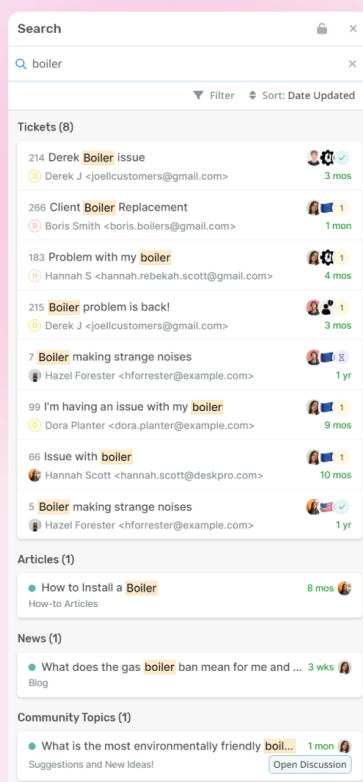 Search
boiler
Filter Sort: Date Updated
Tickets (8)
214 Derek Boiler issue
D Derek J <joellcustomers@gmail.com> 3 mos
266 Client Boiler Replacement 1
B Boris Smith <boris.boilers@gmail.com> 1 mon
183 Problem with my boiler 1
H Hannah S <hannah.rebekah.scott@gmail.com> 4 mos
215 Boiler problem is back! 1
D Derek J <joellcustomers@gmail.com> 3 mos
7 Boiler making strange noises
Hazel Forester <hforrester@example.com> 1 yr
99 I'm having an issue with my boiler 1
D Dora Planter <dora.planter@example.com> 9 mos
66 Issue with boiler 1
Hannah Scott <hannah.scott@deskpro.com> 10 mos
5 Boiler making strange noises
Hazel Forester <hforrester@example.com> 1 yr
Articles (1)
How to Install a Boiler 8 mos
How-to Articles
News (1)
What does the gas boiler ban mean for me and ... 3 wks
Blog
Community Topics (1)
What is the most environmentally friendly boil... 1 mon
Suggestions and New Ideas! Open Discussion